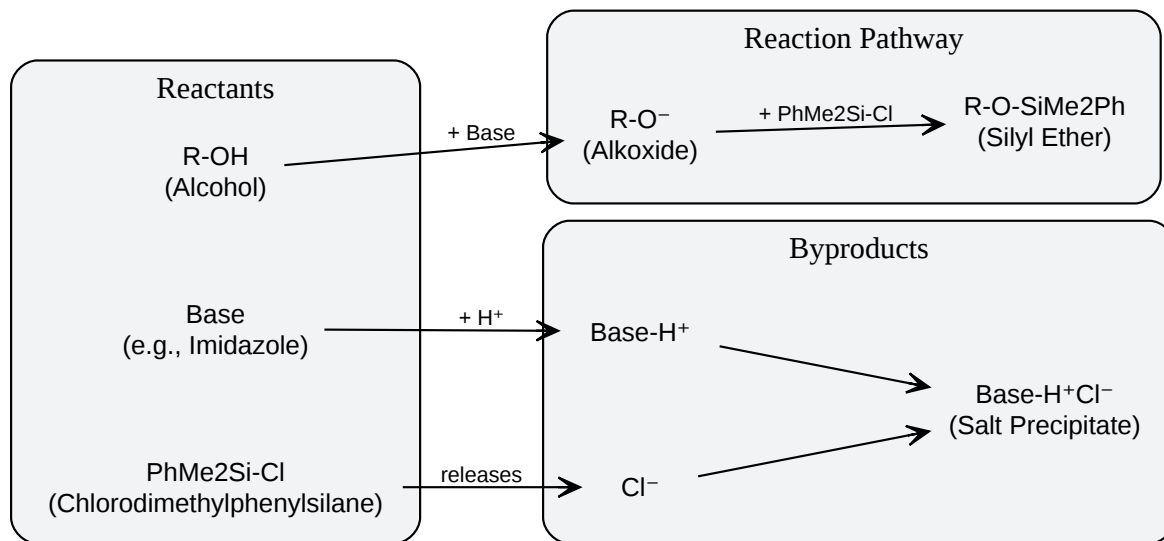 Reactants
R-OH
(Alcohol)
Base
(e.g., Imidazole)
PhMe2Si-Cl
(Chlorodimethylphenylsilane)
+ Base
+ H⁺
releases
Reaction Pathway
R-O⁻
(Alkoxide)
+ PhMe2Si-Cl
R-O-SiMe2Ph
(Silyl Ether)
Byproducts
Base-H⁺
Cl⁻
Base-H⁺Cl⁻
(Salt Precipitate)